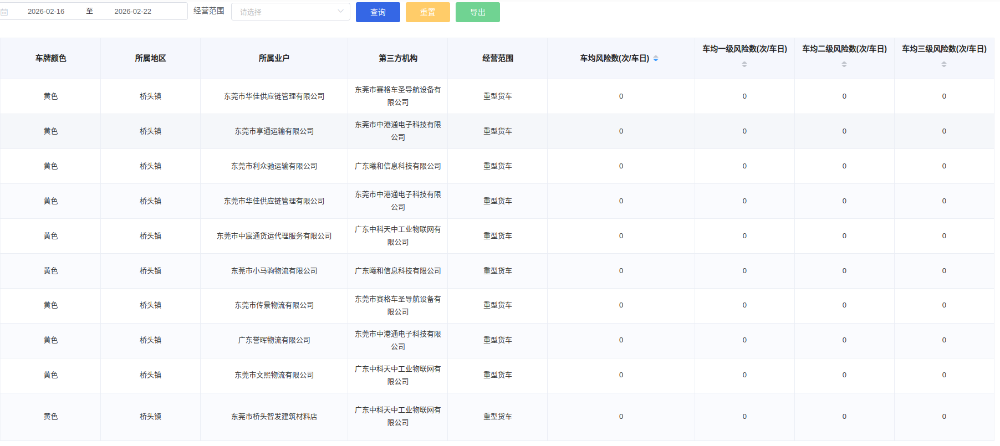 2026-02-16 至 2026-02-22 经营范围 请选择 查询 重置 导出
车牌颜色 所属地区 所属业户 第三方机构 经营范围 车均风险数(次/车日) 车均一级风险数(次/车日) 车均二级风险数(次/车日) 车均三级风险数(次/车日)
黄色 桥头镇 东莞市华佳供应链管理有限公司 东莞市赛格车圣导航设备有
限公司 重型货车 0 0 0 0
黄色 桥头镇 东莞市享通运输有限公司 东莞市中港通电子科技有限
公司 重型货车 0 0 0 0
黄色 桥头镇 东莞市利众驰运输有限公司 广东曦和信息科技有限公司 重型货车 0 0 0 0
黄色 桥头镇 东莞市华佳供应链管理有限公司 东莞市中港通电子科技有限
公司 重型货车 0 0 0 0
黄色 桥头镇 东莞市中宸通货运代理服务有限公司 广东中科天中工业物联网有
限公司 重型货车 0 0 0 0
黄色 桥头镇 东莞市小马驹物流有限公司 广东曦和信息科技有限公司 重型货车 0 0 0 0
黄色 桥头镇 东莞市传景物流有限公司 东莞市赛格车圣导航设备有
限公司 重型货车 0 0 0 0
黄色 桥头镇 广东誉晖物流有限公司 东莞市中港通电子科技有限
公司 重型货车 0 0 0 0
黄色 桥头镇 东莞市文熙物流有限公司 广东中科天中工业物联网有
限公司 重型货车 0 0 0 0
黄色 桥头镇 东莞市桥头智发建筑材料店 广东中科天中工业物联网有
限公司 重型货车 0 0 0 0